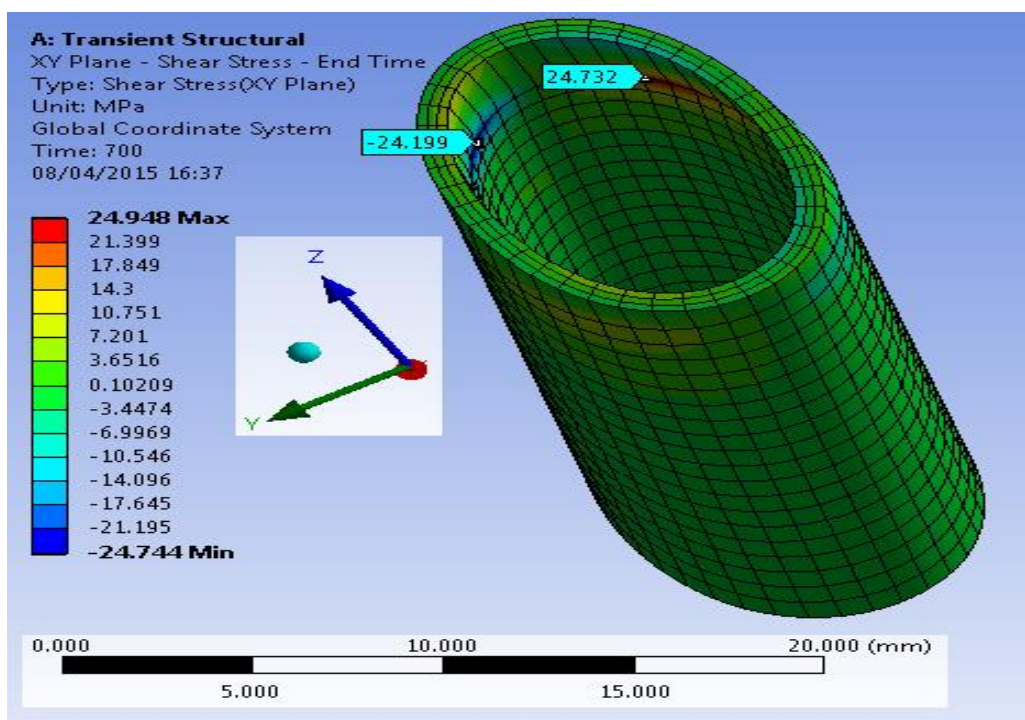 A: Transient Structural
XY Plane - Shear Stress - End Time
Type: Shear Stress(XY Plane)
Unit: MPa
Global Coordinate System
Time: 700
08/04/2015 16:37
24.732
-24.199
24.948 Max
21.399
17.849
14.3
10.751
7.201
3.6516
0.10209
-3.4474
-6.9969
-10.546
-14.096
-17.645
-21.195
-24.744 Min
Z
Y
0.000 10.000 20.000 (mm)
5.000 15.000